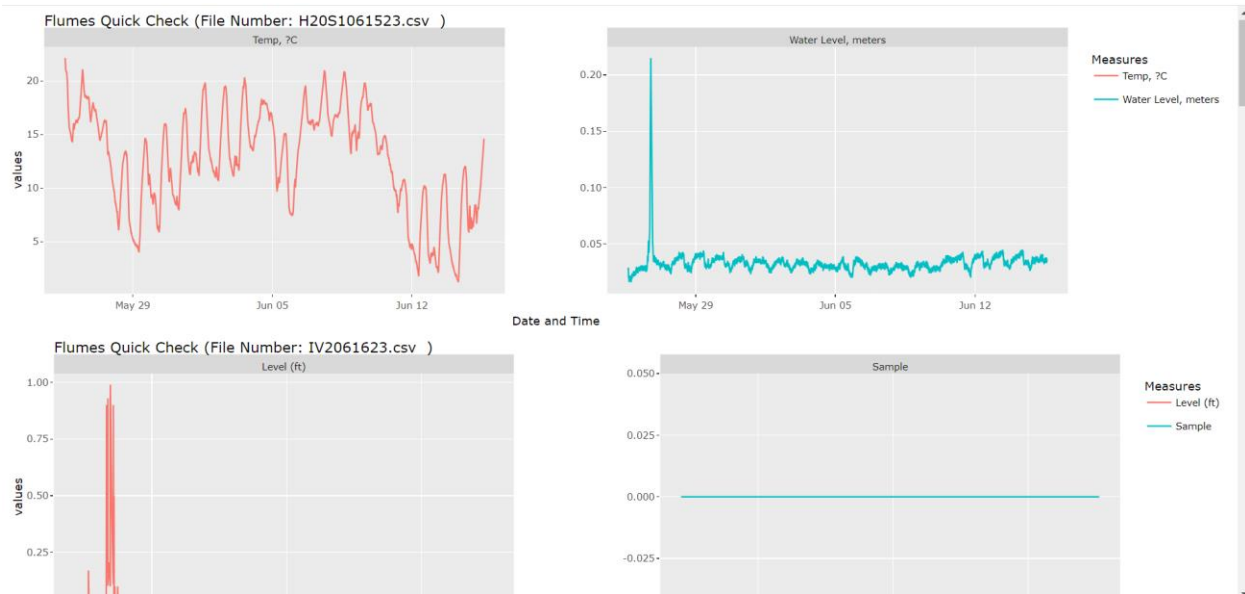 Flumes Quick Check (File Number: H20S1061523.csv )
Temp, ?C
Water Level, meters
values
20
15
10
5
0.20
0.15
0.10
0.05
Measures
Temp, ?C
Water Level, meters
May 29
Jun 05
Jun 12
May 29
Jun 05
Jun 12
Date and Time
Flumes Quick Check (File Number: IV2061623.csv )
Level (ft)
Sample
values
1.00
0.75
0.50
0.25
0.050
0.025
0.000
-0.025
Measures
Level (ft)
Sample